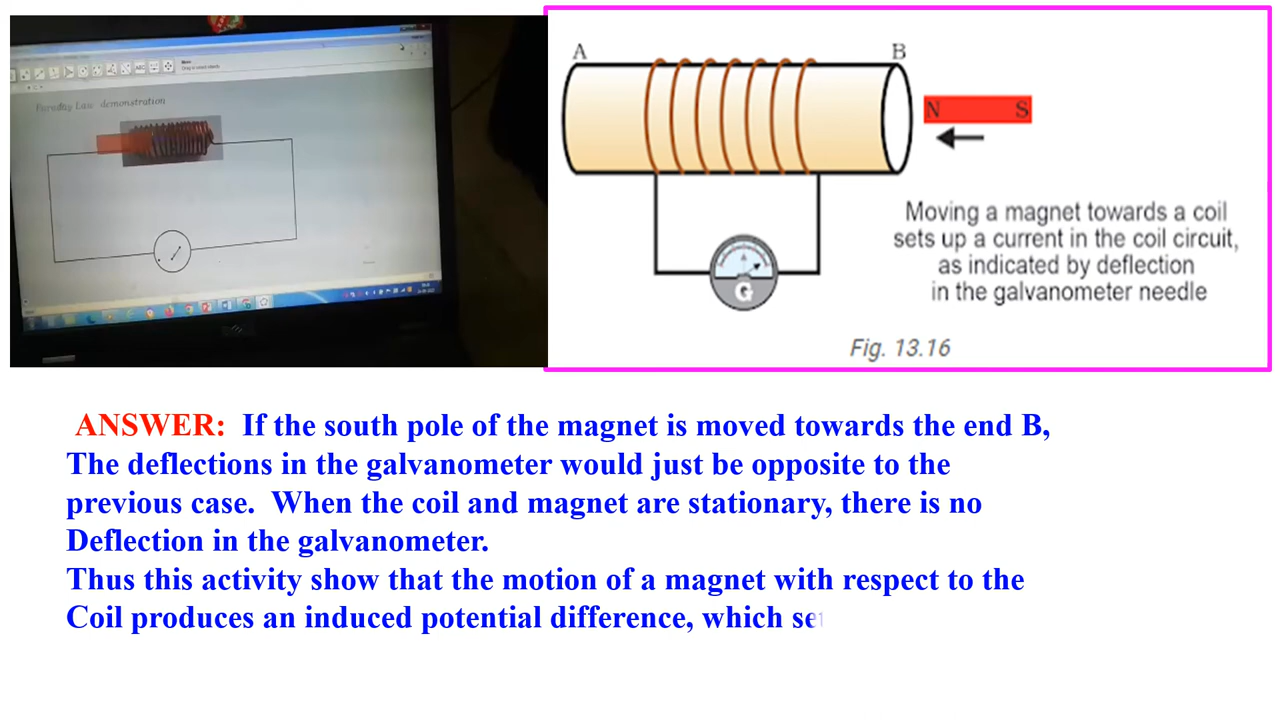 Faraday Law demonstration
A
B
N S
Moving a magnet towards a coil
sets up a current in the coil circuit,
as indicated by deflection
in the galvanometer needle
G
Fig. 13.16
ANSWER: If the south pole of the magnet is moved towards the end B,
The deflections in the galvanometer would just be opposite to the
previous case. When the coil and magnet are stationary, there is no
Deflection in the galvanometer.
Thus this activity show that the motion of a magnet with respect to the
Coil produces an induced potential difference, which set